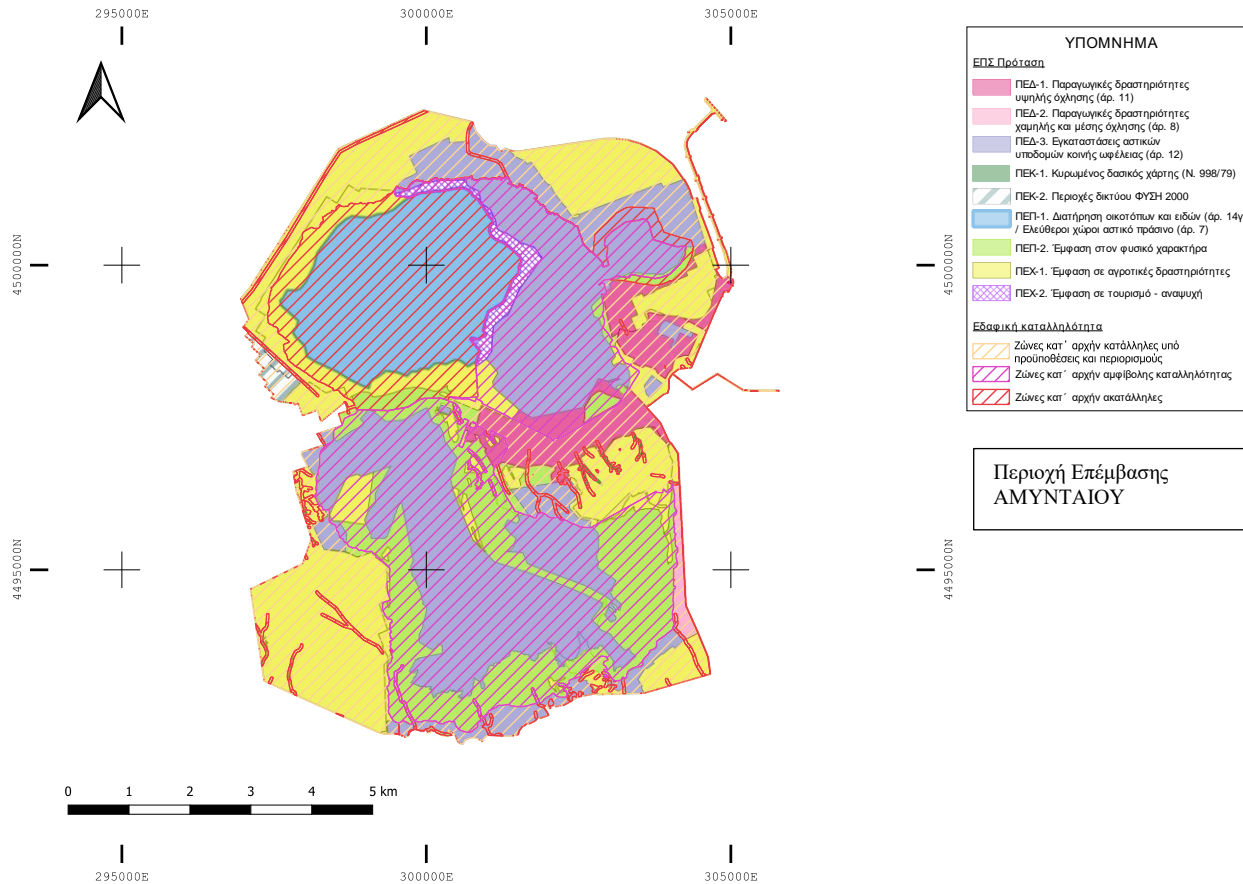 295000E
300000E
305000E
ΥΠΟΜΝΗΜΑ
ΕΠΣ Πρόταση
ΠΕΔ-1. Παραγωγικές δραστηριότητες
υψηλής όχλησης (άρ. 11)
ΠΕΔ-2. Παραγωγικές δραστηριότητες
χαμηλής και μέσης όχλησης (άρ. 8)
ΠΕΔ-3. Εγκαταστάσεις αστικών
υποδομών κοινής ωφέλειας (άρ. 12)
ΠΕΚ-1. Κυρωμένος δασικός χάρτης (Ν. 998/79)
ΠΕΚ-2. Περιοχές δικτύου ΦΥΣΗ 2000
ΠΕΠ-1. Διατήρηση οικοτόπων και ειδών (άρ. 14γ
/ Ελεύθεροι χώροι αστικό πράσινο (άρ. 7)
ΠΕΠ-2. Έμφαση στον φυσικό χαρακτήρα
ΠΕΧ-1. Έμφαση σε αγροτικές δραστηριότητες
ΠΕΧ-2. Έμφαση σε τουρισμό - αναψυχή
Εδαφική καταλληλότητα
Ζώνες κατ΄ αρχήν κατάλληλες υπό
προϋποθέσεις και περιορισμούς
Ζώνες κατ΄ αρχήν αμφίβολης καταλληλότητας
Ζώνες κατ΄ αρχήν ακατάλληλες
4500000N
4500000N
Περιοχή Επέμβασης
ΑΜΥΝΤΑΙΟΥ
4495000N
4495000N
0 1 2 3 4 5 km
295000E
300000E
305000E